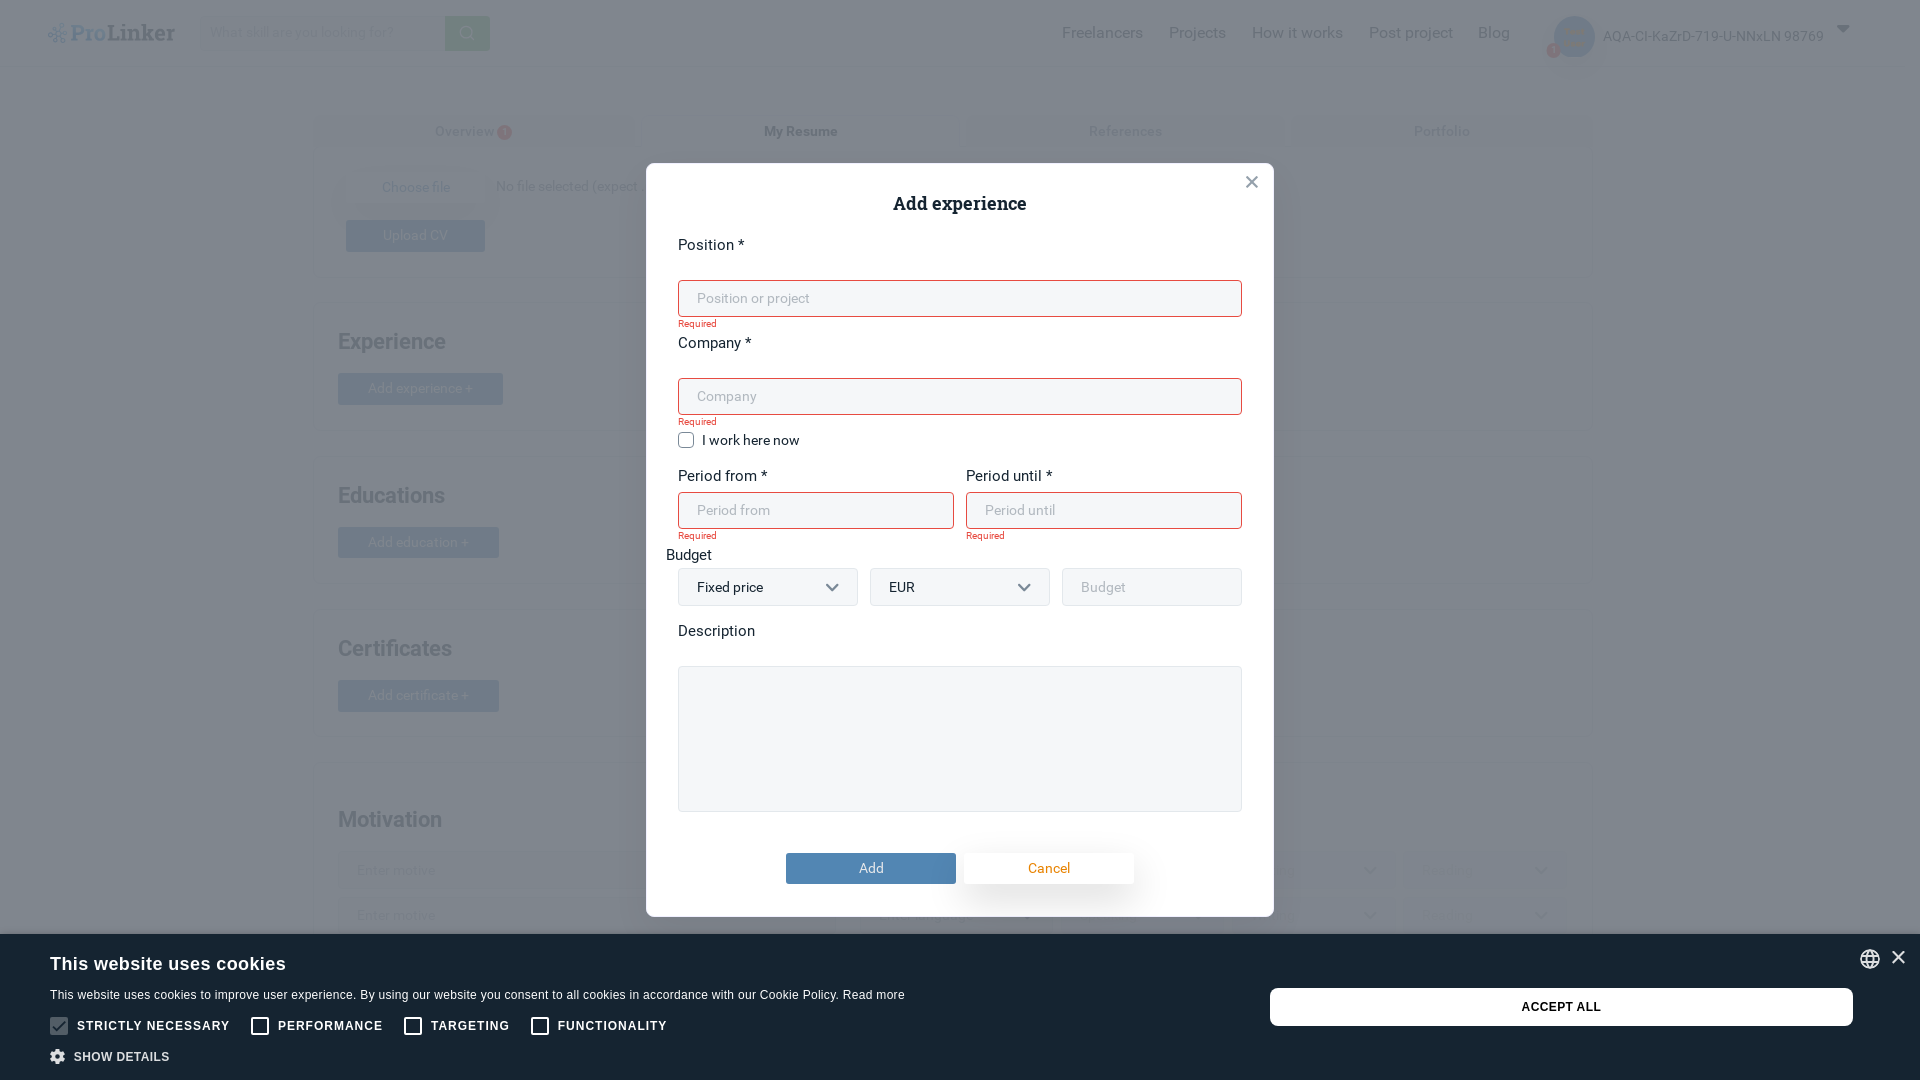 ProLinker
What skill are you looking for?
Freelancers
Projects
How it works
Post project
Blog
1
AQA-CI-KaZrD-719-U-NNxLN 98769
Overview 1
My Resume
References
Portfolio
Choose file
No file selected (expect
Upload CV
Experience
Add experience +
Educations
Add education +
Certificates
Add certificate +
Motivation
Enter motive
Enter motive
Add experience
Position *
Position or project
Required
Company *
Company
Required
I work here now
Period from *
Period until *
Period from
Period until
Required
Required
Budget
Fixed price
EUR
Budget
Description
Add
Cancel
This website uses cookies
This website uses cookies to improve user experience. By using our website you consent to all cookies in accordance with our Cookie Policy. Read more
STRICTLY NECESSARY
PERFORMANCE
TARGETING
FUNCTIONALITY
SHOW DETAILS
ACCEPT ALL